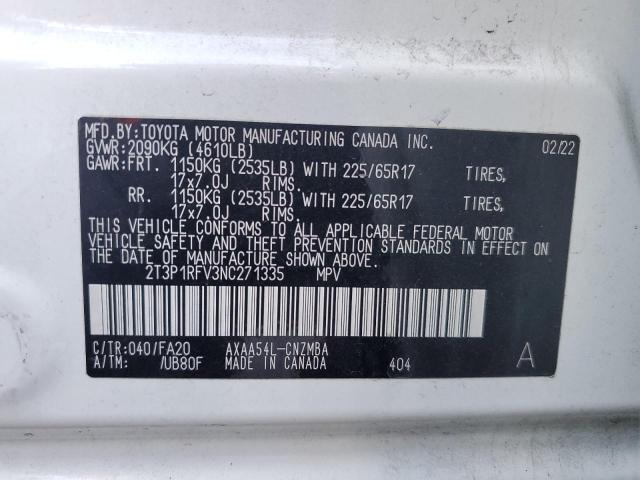 MFD.BY:TOYOTA MOTOR MANUFACTURING CANADA INC. 02/22
GVWR:2090KG (4610LB)
GAWR:FRT. 1150KG (2535LB) WITH 225/65R17 TIRES,
17x7.0J RIMS.
RR. 1150KG (2535LB) WITH 225/65R17 TIRES,
17x7.0J RIMS.
THIS VEHICLE CONFORMS TO ALL APPLICABLE FEDERAL MOTOR
VEHICLE SAFETY AND THEFT PREVENTION STANDARDS IN EFFECT ON
THE DATE OF MANUFACTURE SHOWN ABOVE.
2T3P1RFV3NC271335 MPV
C/TR:040/FA20 AXAA54L-CNZMBA
A/TM: /UB80F MADE IN CANADA 404 A